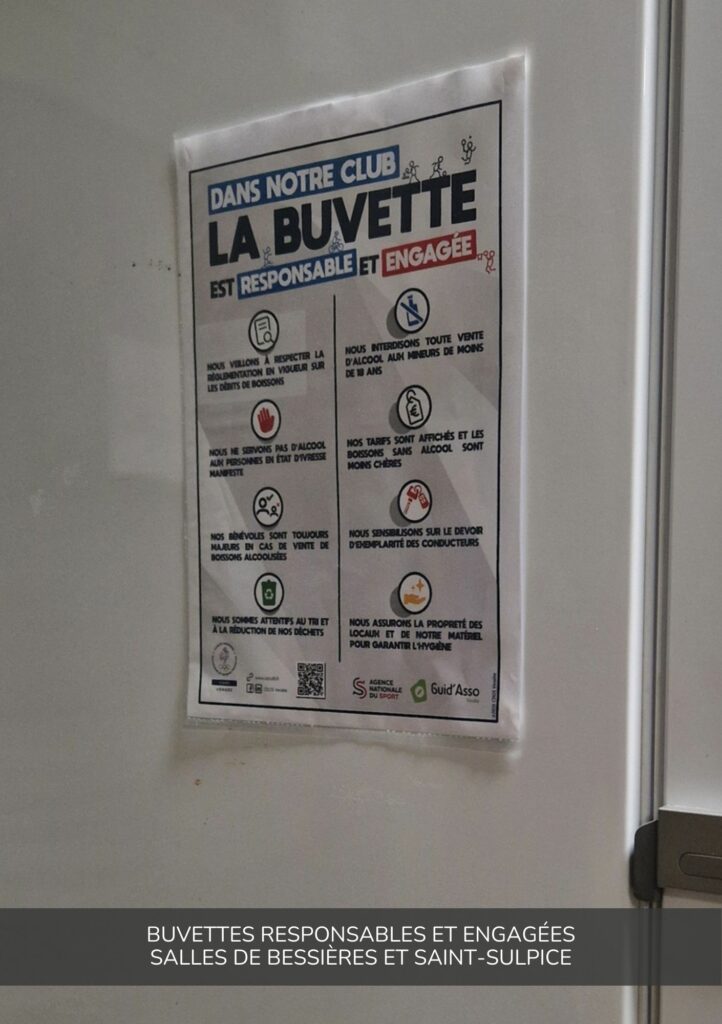 DANS NOTRE CLUB
LA BUVETTE
EST RESPONSABLE ET ENGAGÉE
NOUS VEILLONS À RESPECTER LA
RÉGLEMENTATION EN VIGUEUR SUR
LES DÉBITS DE BOISSONS
NOUS NE SERVONS PAS D'ALCOOL
AUX PERSONNES EN ÉTAT D'IVRESSE
MANIFESTE
NOS BÉNÉVOLES SONT TOUJOURS
MAJEURS EN CAS DE VENTE DE
BOISSONS ALCOOLISÉES
NOUS SOMMES ATTENTIFS AU TRI ET
À LA RÉDUCTION DE NOS DÉCHETS
NOUS INTERDISONS TOUTE VENTE
D'ALCOOL AUX MINEURS DE MOINS
DE 18 ANS
NOS TARIFS SONT AFFICHÉS ET LES
BOISSONS SANS ALCOOL SONT
MOINS CHÈRES
NOUS SENSIBILISONS SUR LE DEVOIR
D'EXEMPLARITÉ DES CONDUCTEURS
NOUS ASSURONS LA PROPRETÉ DES
LOCAUX ET DE NOTRE MATÉRIEL
POUR GARANTIR L'HYGIÈNE
AGENCE
NATIONALE
DU SPORT
Guid'Asso
BUVETTES RESPONSABLES ET ENGAGÉES
SALLES DE BESSIÈRES ET SAINT-SULPICE